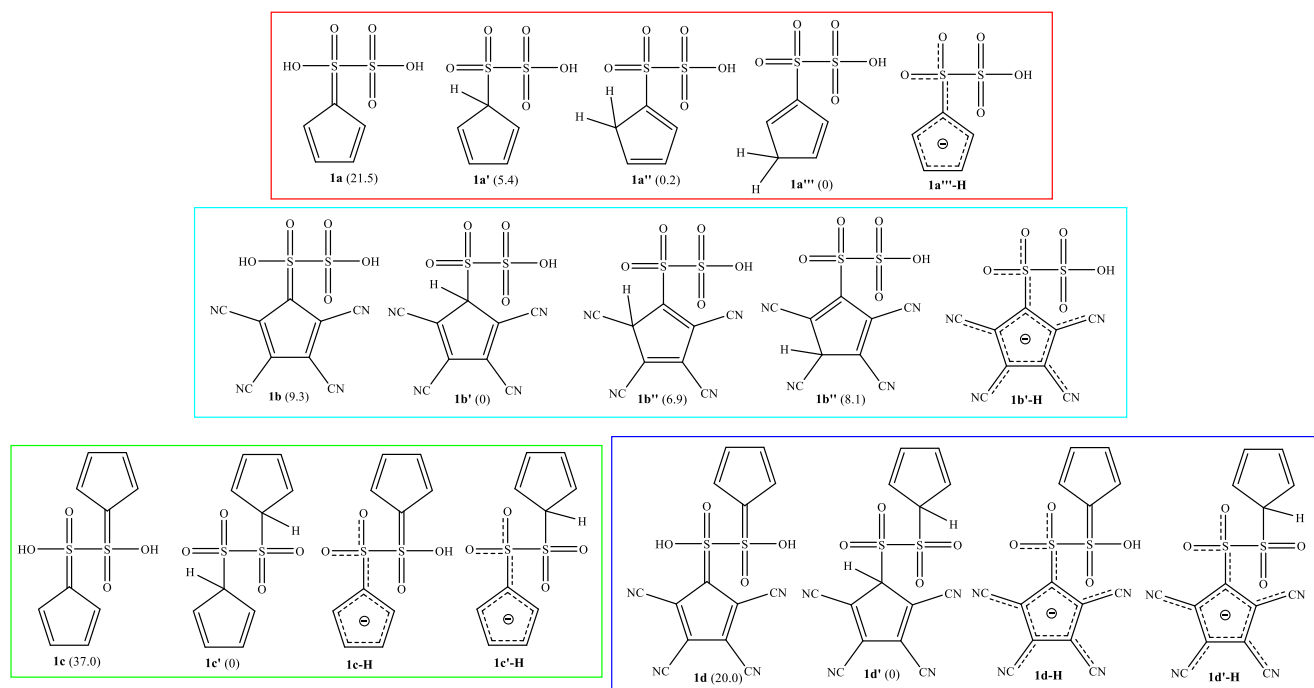 O O
HO S S OH
O
1a (21.5)
O O
O S S OH
H O
1a' (5.4)
O O
O S S OH
H O
H
1a'' (0.2)
O O
O S S OH
O
H
H
1a''' (0)
O O
O S S OH
O
⊖
1a'''-H
O O
HO S S OH
O
NC CN
NC CN
1b (9.3)
O O
O S S OH
H O
NC CN
NC CN
1b' (0)
O O
O S S OH
H O
NC CN
NC CN
1b'' (6.9)
O O
O S S OH
O
NC CN
H
NC CN
1b'' (8.1)
O O
O S S OH
O
NC CN
⊖
NC CN
1b'-H
O
HO S S OH
O
1c (37.0)
O H
O S S O
H O
1c' (0)
O
O S S OH
O
⊖
1c-H
O H
O S S O
O
⊖
1c'-H
O
HO S S OH
O
NC CN
NC CN
1d (20.0)
O H
O S S O
H O
NC CN
NC CN
1d' (0)
O
O S S OH
O
NC CN
⊖
NC CN
1d-H
O H
O S S O
O
NC CN
⊖
NC CN
1d'-H